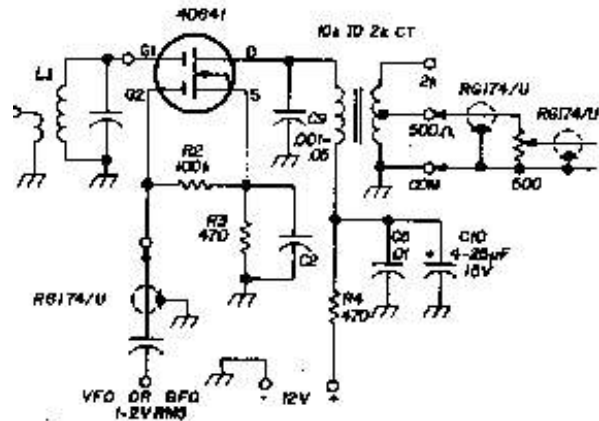 40841
10k TO 2k CT
L1
G1
D
G2
S
2k
RG174/U
RG174/U
C9
.001-
.05
500Ω
R2
100k
COM
500
R3
470
C2
C10
4-25µF
15V
.01
RG174/U
R4
470
VFO OR BFO
1-2V RMS
- 12V +